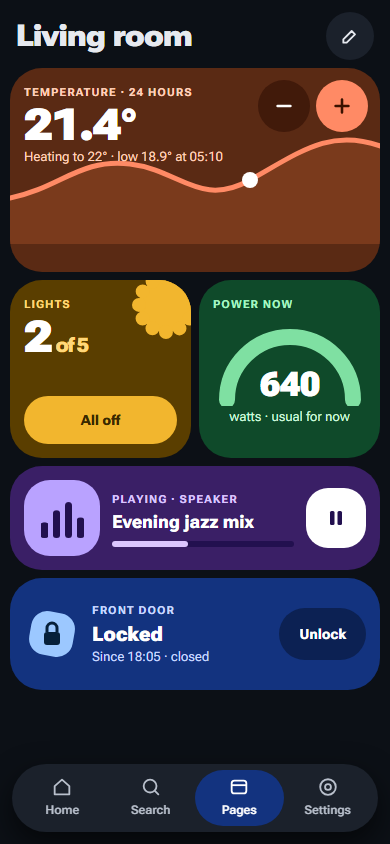 Living room
TEMPERATURE · 24 HOURS
21.4°
Heating to 22° · low 18.9° at 05:10
LIGHTS
2 of 5
All off
POWER NOW
640
watts · usual for now
PLAYING · SPEAKER
Evening jazz mix
FRONT DOOR
Locked
Since 18:05 · closed
Unlock
Home
Search
Pages
Settings